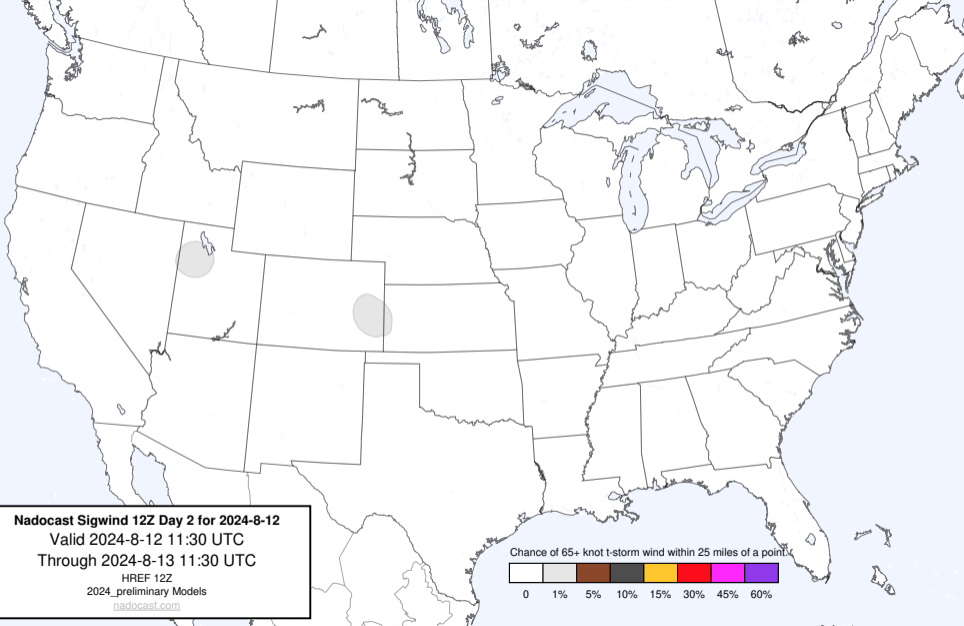 Nadocast Sigwind 12Z Day 2 for 2024-8-12
Valid 2024-8-12 11:30 UTC
Through 2024-8-13 11:30 UTC
HREF 12Z
2024_preliminary Models
nadocast.com
Chance of 65+ knot t-storm wind within 25 miles of a point.
0 1% 5% 10% 15% 30% 45% 60%